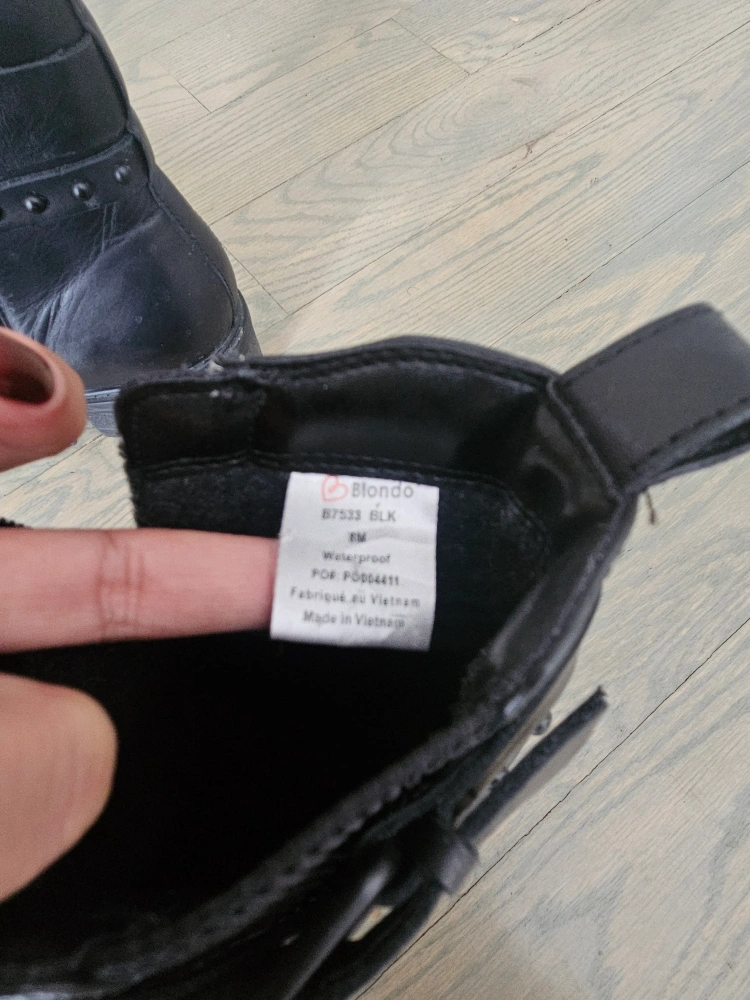 Blondo
B7533 BLK
8M
Waterproof
PO#: PO004411
Fabriqué au Vietnam
Made in Vietnam